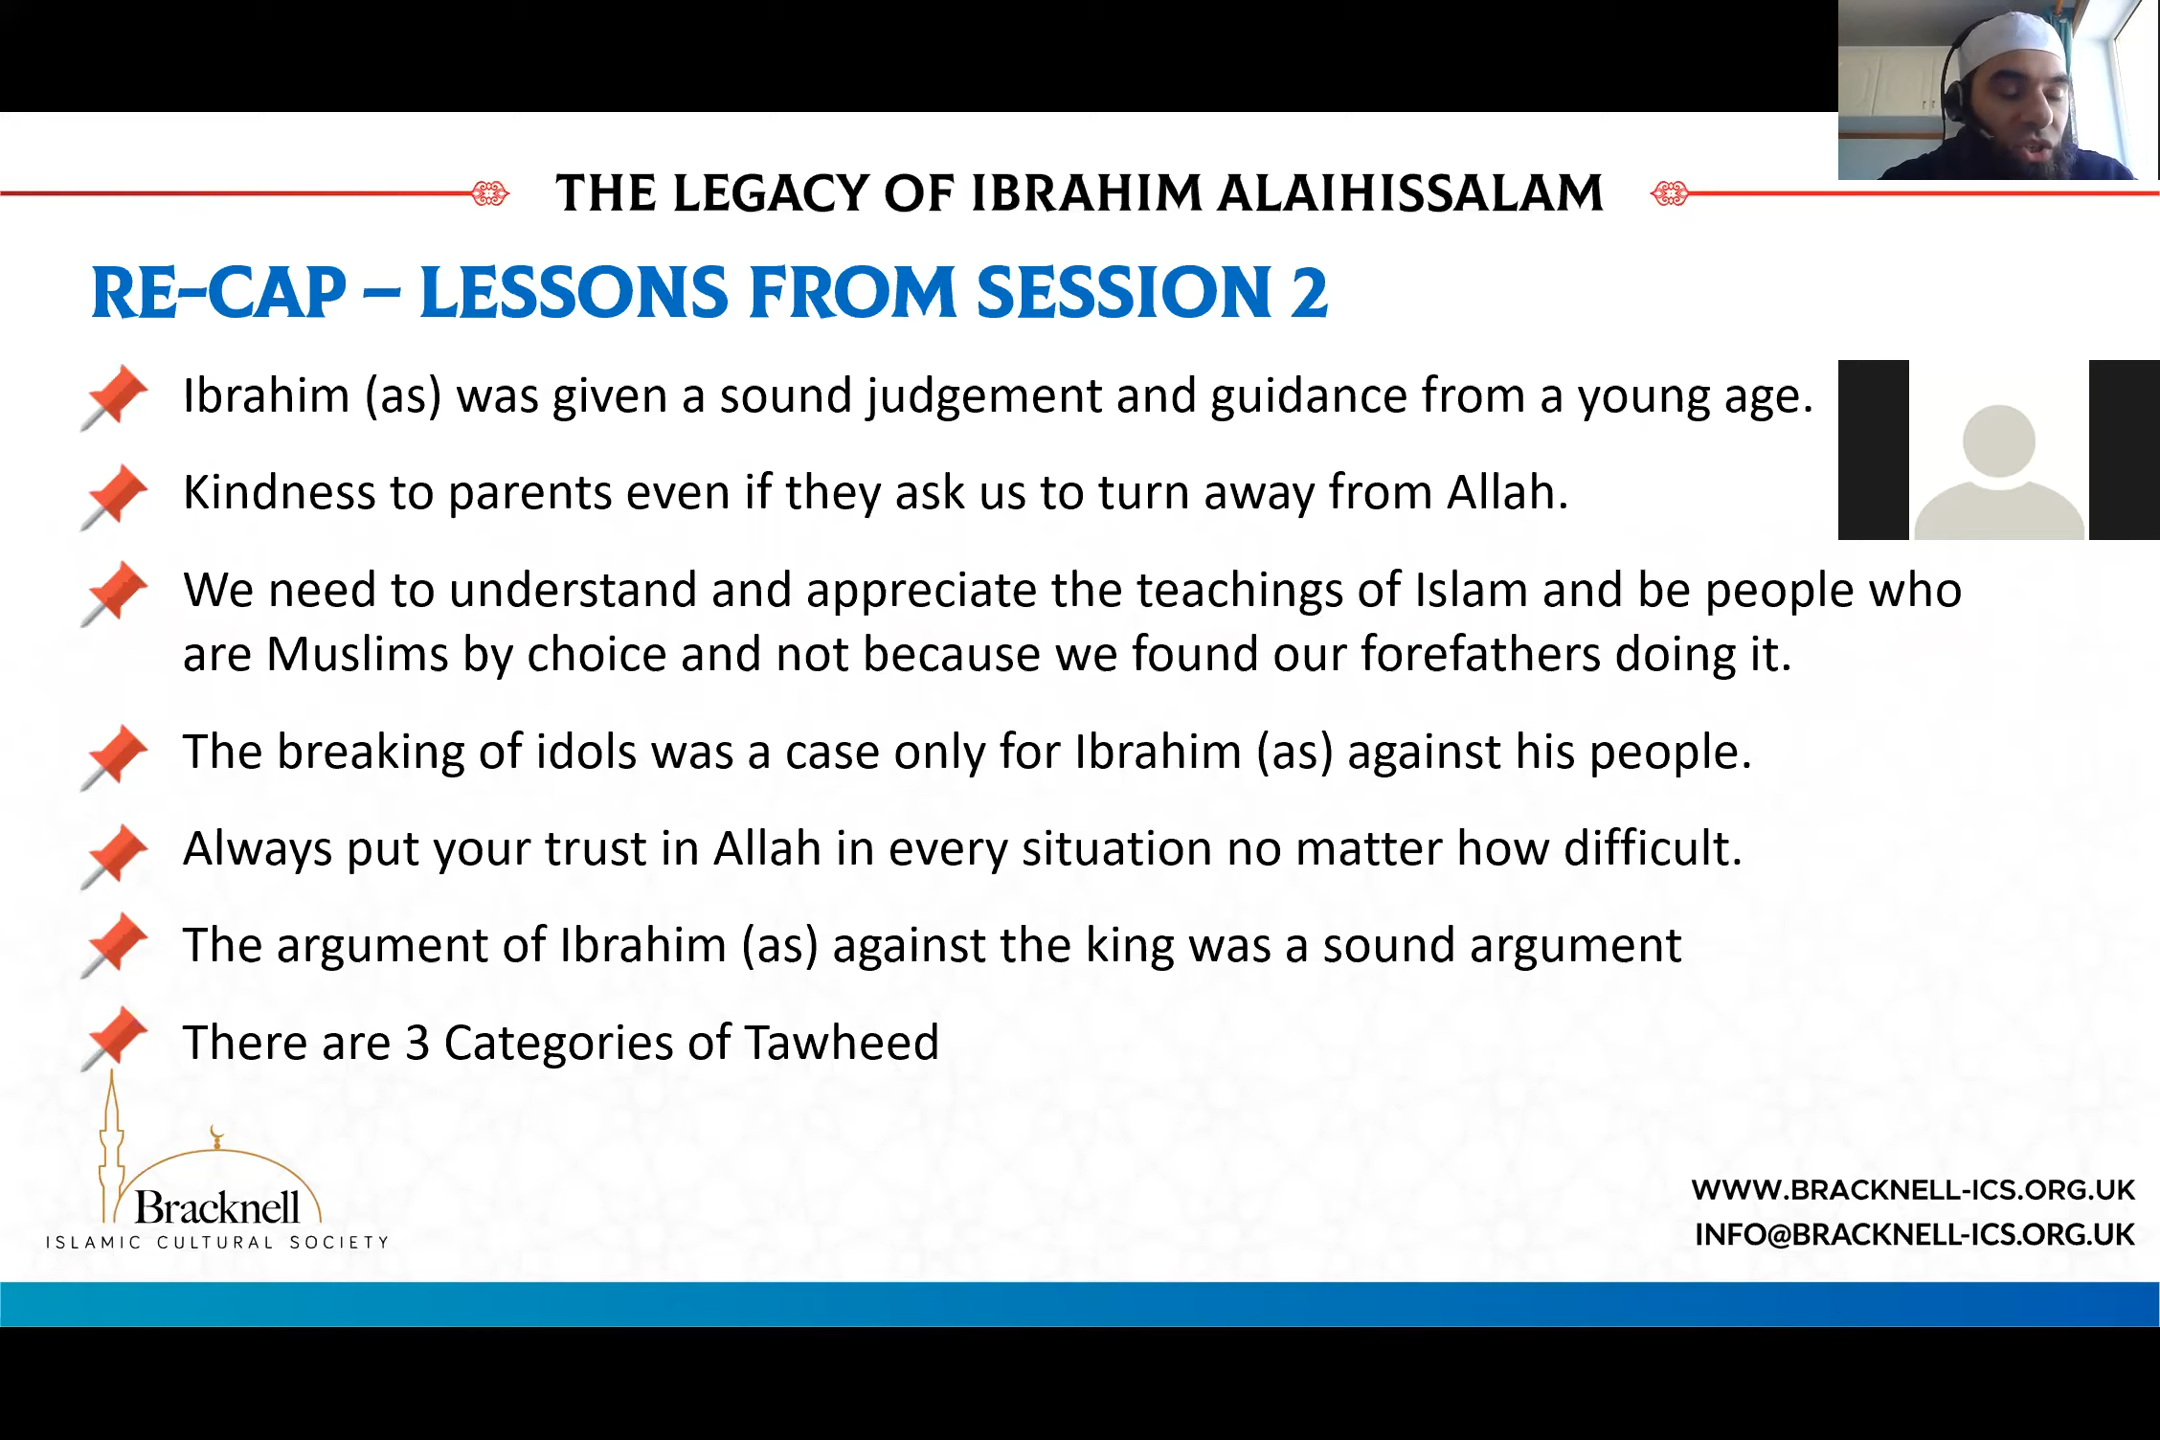 THE LEGACY OF IBRAHIM ALAIHISSALAM
RE-CAP – LESSONS FROM SESSION 2
Ibrahim (as) was given a sound judgement and guidance from a young age.
Kindness to parents even if they ask us to turn away from Allah.
We need to understand and appreciate the teachings of Islam and be people who
are Muslims by choice and not because we found our forefathers doing it.
The breaking of idols was a case only for Ibrahim (as) against his people.
Always put your trust in Allah in every situation no matter how difficult.
The argument of Ibrahim (as) against the king was a sound argument
There are 3 Categories of Tawheed
Bracknell
ISLAMIC CULTURAL SOCIETY
WWW.BRACKNELL-ICS.ORG.UK
INFO@BRACKNELL-ICS.ORG.UK